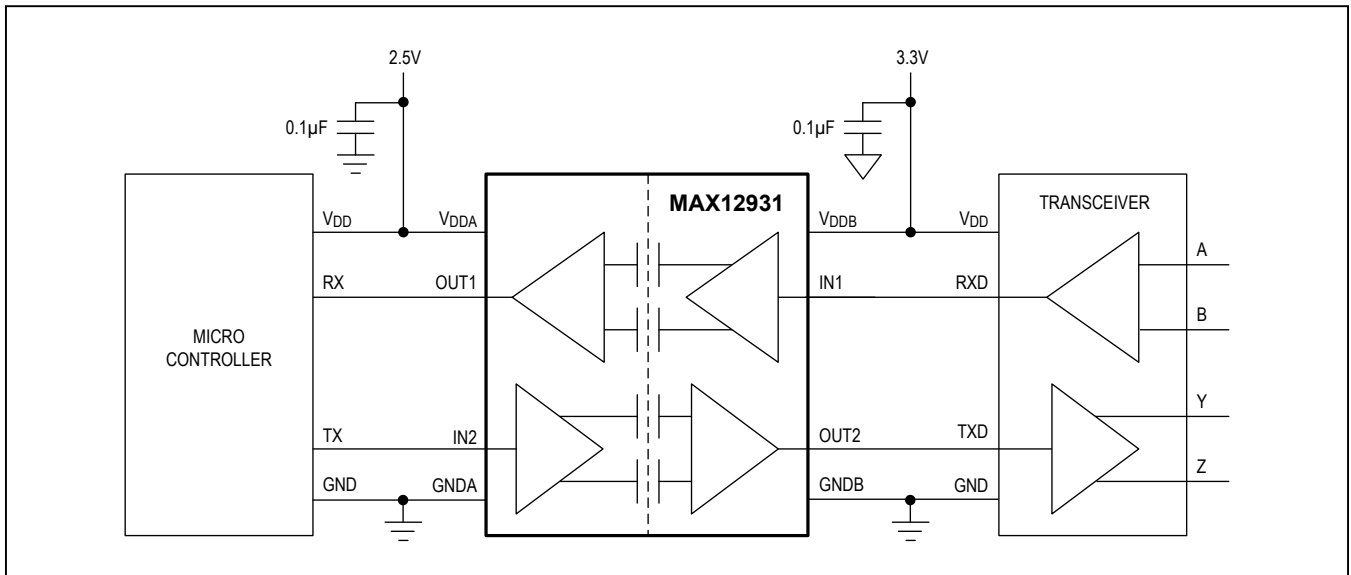 2.5V
3.3V
0.1µF
0.1µF
MAX12931
TRANSCEIVER
VDD
VDDA
VDDB
VDD
A
RX
OUT1
IN1
RXD
B
MICRO
CONTROLLER
Y
TX
IN2
OUT2
TXD
Z
GND
GNDA
GNDB
GND